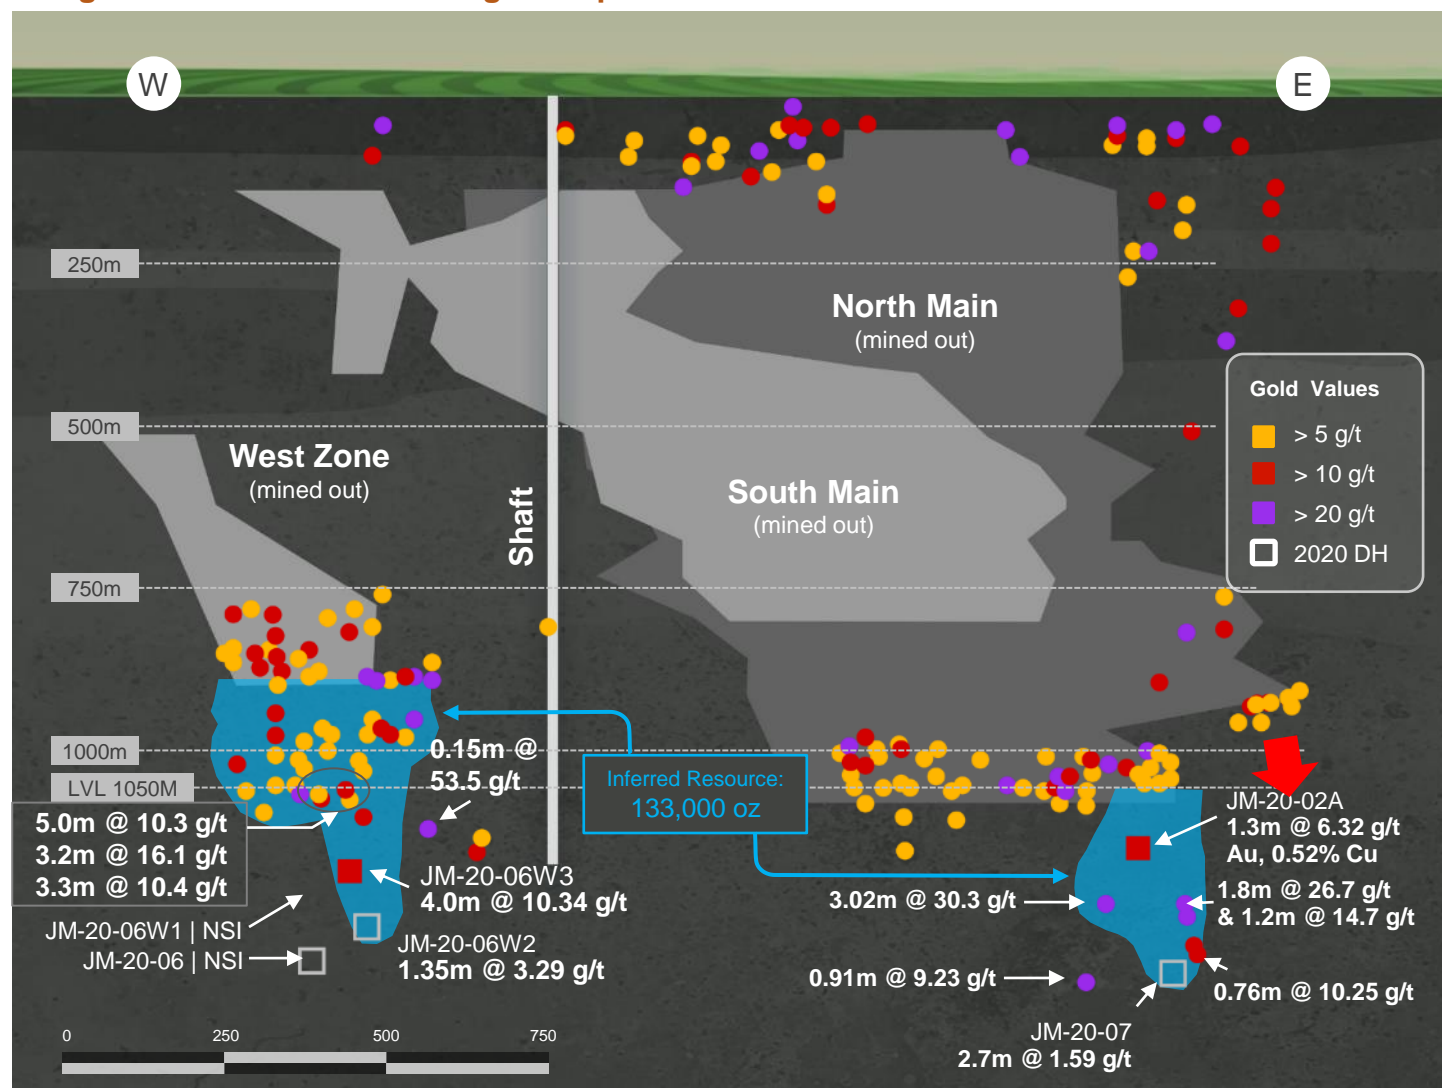 W
E
250m
North Main
(mined out)
Gold Values
> 5 g/t
> 10 g/t
> 20 g/t
2020 DH
500m
West Zone
(mined out)
South Main
(mined out)
Shaft
750m
1000m
LVL 1050M
0.15m @
53.5 g/t
Inferred Resource:
133,000 oz
5.0m @ 10.3 g/t
3.2m @ 16.1 g/t
3.3m @ 10.4 g/t
JM-20-02A
1.3m @ 6.32 g/t
Au, 0.52% Cu
JM-20-06W3
4.0m @ 10.34 g/t
3.02m @ 30.3 g/t
1.8m @ 26.7 g/t
& 1.2m @ 14.7 g/t
JM-20-06W1 | NSI
JM-20-06 | NSI
JM-20-06W2
1.35m @ 3.29 g/t
0.91m @ 9.23 g/t
0.76m @ 10.25 g/t
JM-20-07
2.7m @ 1.59 g/t
0 250 500 750